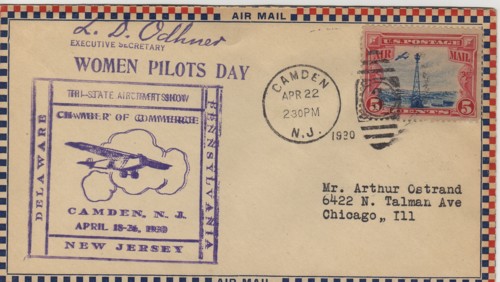 AIR MAIL
L. D. Odhner
EXECUTIVE SECRETARY
WOMEN PILOTS DAY
TRI-STATE AIRCRAFT SHOW
CHAMBER OF COMMERCE
DELAWARE
PENNSYLVANIA
CAMDEN, N. J.
APRIL 18-26, 1930
NEW JERSEY
CAMDEN
APR 22
230PM
N.J.
1930
U.S. POSTAGE
AIR MAIL
5 5
CENTS
Mr. Arthur Ostrand
6422 N. Talman Ave
Chicago,, Ill
AIR MAIL